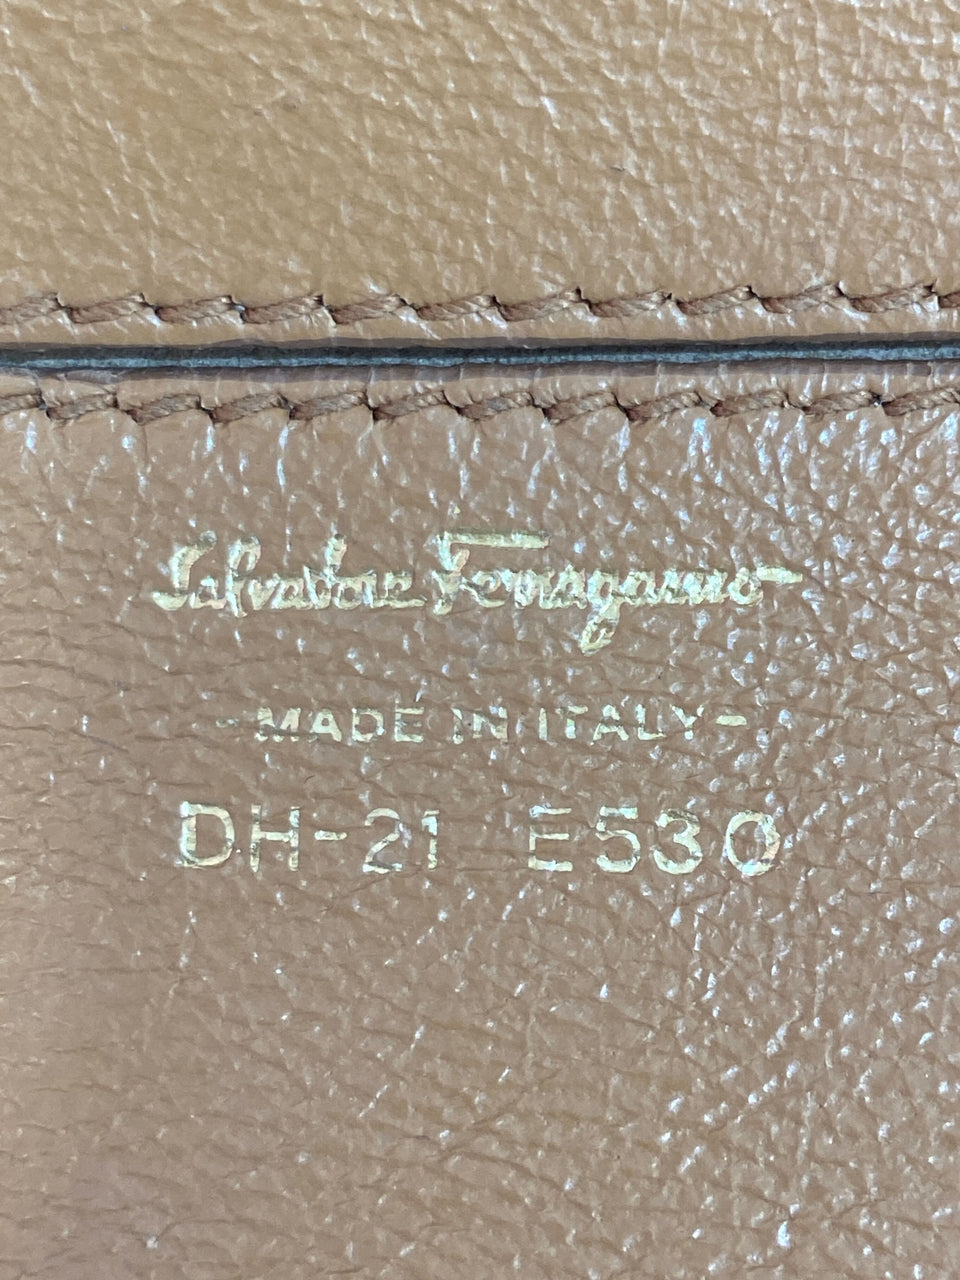 Salvatore Ferragamo
-MADE IN ITALY-
DH-21 E530